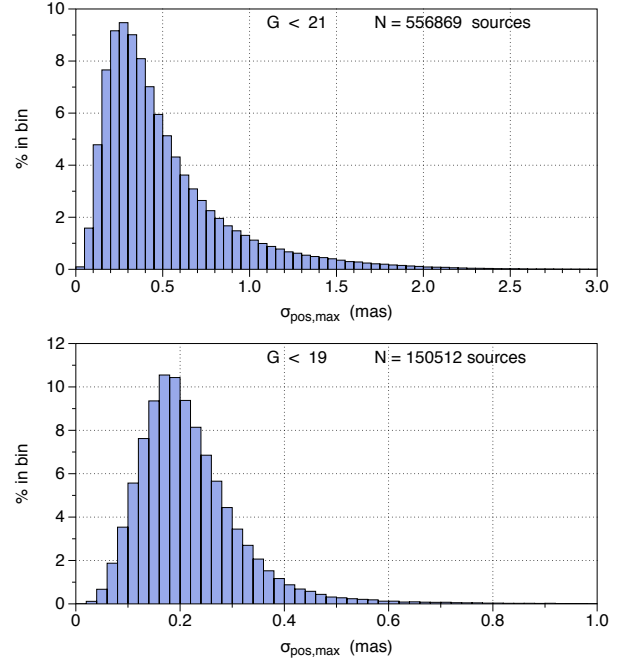 G < 21 N = 556869 sources
10
8
6
4
2
0
% in bin
0 0.5 1.0 1.5 2.0 2.5 3.0
σpos,max (mas)
G < 19 N = 150512 sources
12
10
8
6
4
2
0
% in bin
0 0.2 0.4 0.6 0.8 1.0
σpos,max (mas)